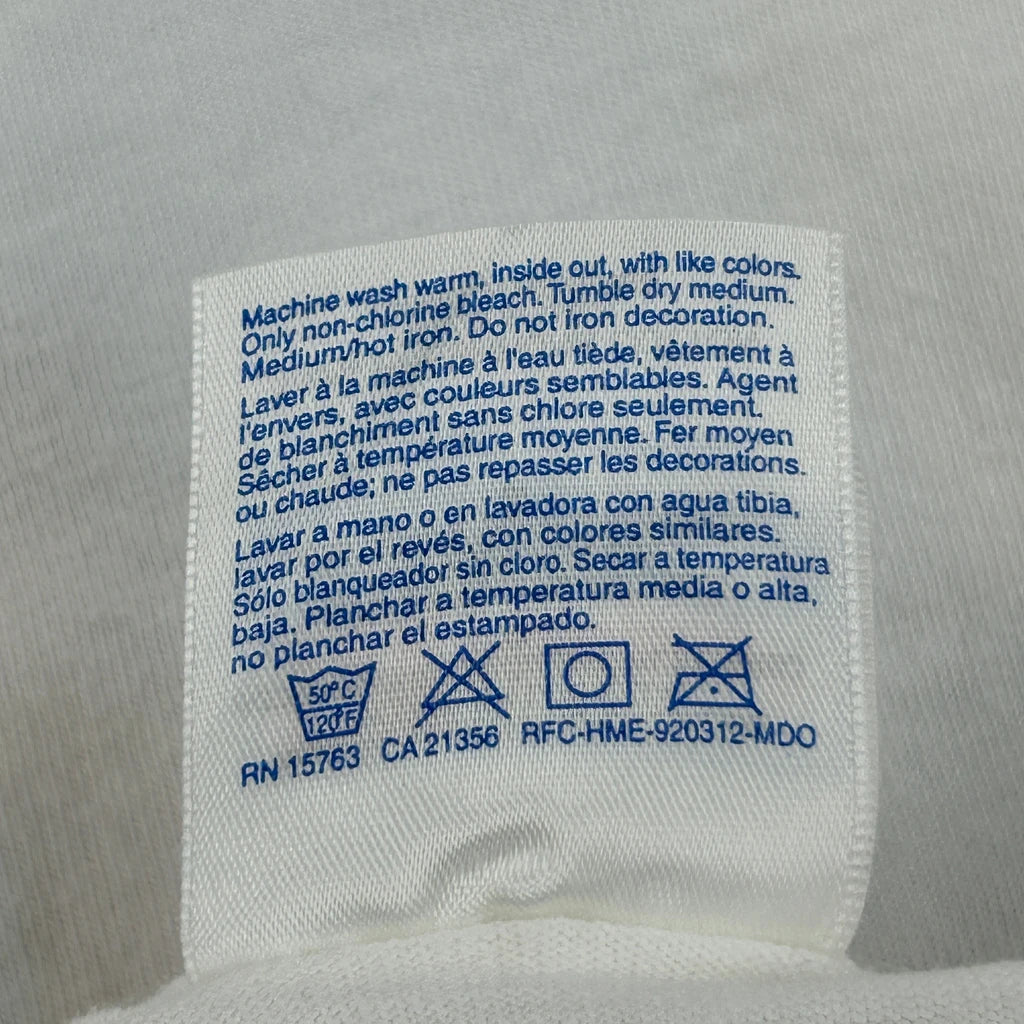 Machine wash warm, inside out, with like colors.
Only non-chlorine bleach. Tumble dry medium.
Medium/hot iron. Do not iron decoration.
Laver à la machine à l'eau tiède, vêtement à
l'envers, avec couleurs semblables. Agent
de blanchiment sans chlore seulement.
Sécher à température moyenne. Fer moyen
ou chaude; ne pas repasser les decorations.
Lavar a mano o en lavadora con agua tibia,
lavar por el revés, con colores similares.
Sólo blanqueador sin cloro. Secar a temperatura
baja. Planchar a temperatura media o alta,
no planchar el estampado.
50°C
120°F
RN 15763 CA 21356 RFC-HME-920312-MDO